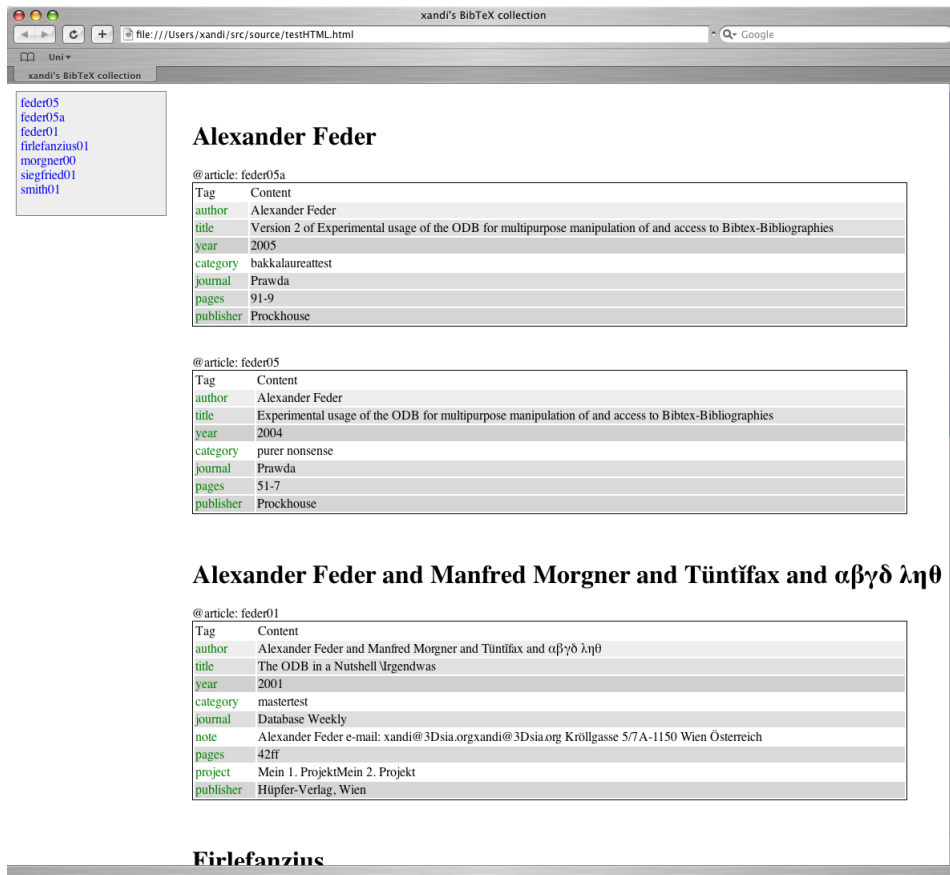 xandi's BibTeX collection
file:///Users/xandi/src/source/testHTML.html
Google
Uni
xandi's BibTeX collection
feder05
feder05a
feder01
firlefanzius01
morgner00
siegfried01
smith01
Alexander Feder
@article: feder05a
Tag Content
author Alexander Feder
title Version 2 of Experimental usage of the ODB for multipurpose manipulation of and access to Bibtex-Bibliographies
year 2005
category bakkalaureattest
journal Prawda
pages 91-9
publisher Prockhouse
@article: feder05
Tag Content
author Alexander Feder
title Experimental usage of the ODB for multipurpose manipulation of and access to Bibtex-Bibliographies
year 2004
category purer nonsense
journal Prawda
pages 51-7
publisher Prockhouse
Alexander Feder and Manfred Morgner and Tüntĭfax and αβγδ ληθ
@article: feder01
Tag Content
author Alexander Feder and Manfred Morgner and Tüntĭfax and αβγδ ληθ
title The ODB in a Nutshell \Irgendwas
year 2001
category mastertest
journal Database Weekly
note Alexander Feder e-mail: xandi@3Dsia.orgxandi@3Dsia.org Kröllgasse 5/7 A-1150 Wien Österreich
pages 42ff
project Mein 1. ProjektMein 2. Projekt
publisher Hüpfer-Verlag, Wien
Firlefanzius